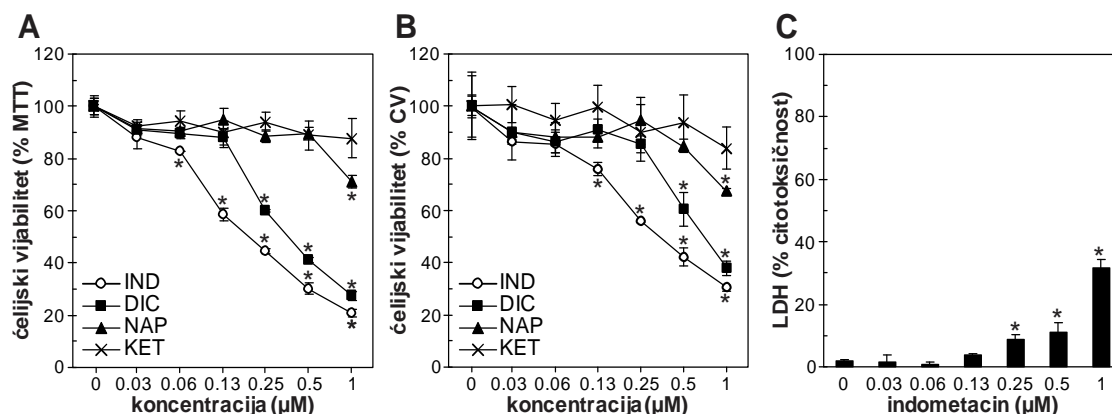 A
120
100
80
60
40
20
0
ćelijski vijabilitet (% MTT)
* * * * * * * * *
IND
DIC
NAP
KET
0 0.03 0.06 0.13 0.25 0.5 1
koncentracija (µM)
B
120
100
80
60
40
20
0
ćelijski vijabilitet (% CV)
* * * * * * *
IND
DIC
NAP
KET
0 0.03 0.06 0.13 0.25 0.5 1
koncentracija (µM)
C
100
80
60
40
20
0
LDH (% citotoksičnost)
* * *
0 0.03 0.06 0.13 0.25 0.5 1
indometacin (µM)